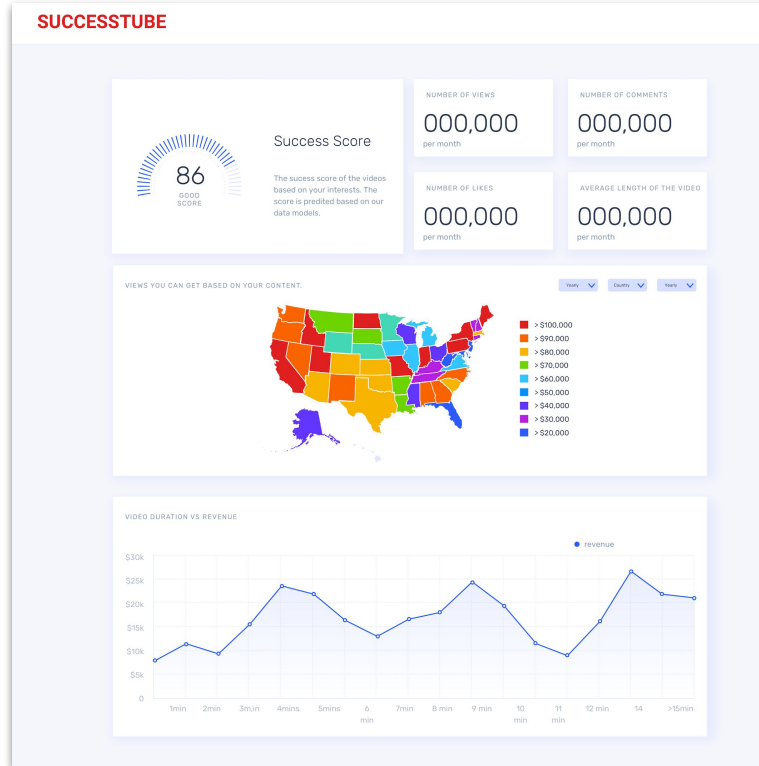 SUCCESSTUBE
86
GOOD
SCORE
Success Score
The sucess score of the videos
based on your interests. The
score is predited based on our
data models.
NUMBER OF VIEWS
000,000
per month
NUMBER OF COMMENTS
000,000
per month
NUMBER OF LIKES
000,000
per month
AVERAGE LENGTH OF THE VIDEO
000,000
per month
VIEWS YOU CAN GET BASED ON YOUR CONTENT.
Yearly
Country
Yearly
> $100,000
> $90,000
> $80,000
> $70,000
> $60,000
> $50,000
> $40,000
> $30,000
> $20,000
VIDEO DURATION VS REVENUE
revenue
$30k
$25k
$20k
$15k
$10k
$5k
0
1min 2min 3m.in 4mins 5mins 6 min 7min 8 min 9 min 10 min 11 min 12 min 14 >15min